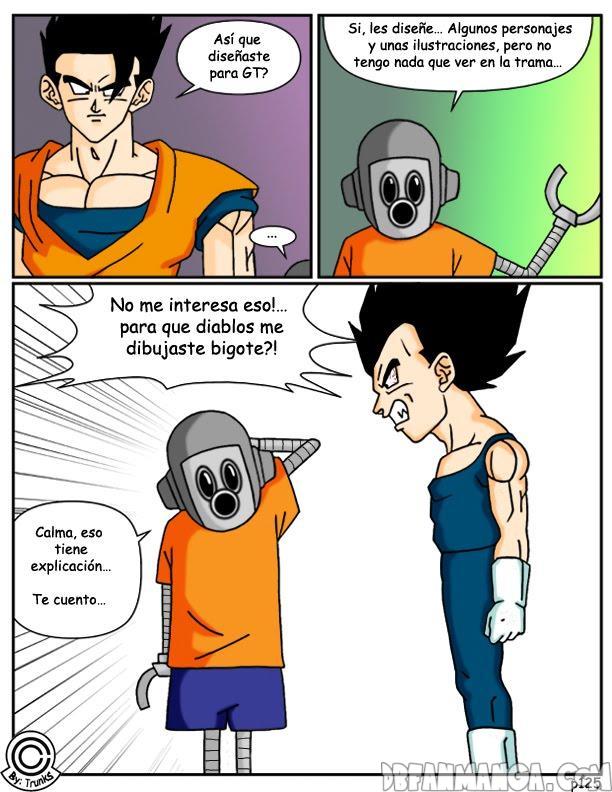 Así que
diseñaste
para GT?
...
Si, les diseñe... Algunos personajes
y unas ilustraciones, pero no
tengo nada que ver en la trama...
No me interesa eso!...
para que diablos me
dibujaste bigote?!
Calma, eso
tiene
explicación...
Te cuento...
By: Trunks
DBFANMANGA.COM
p125